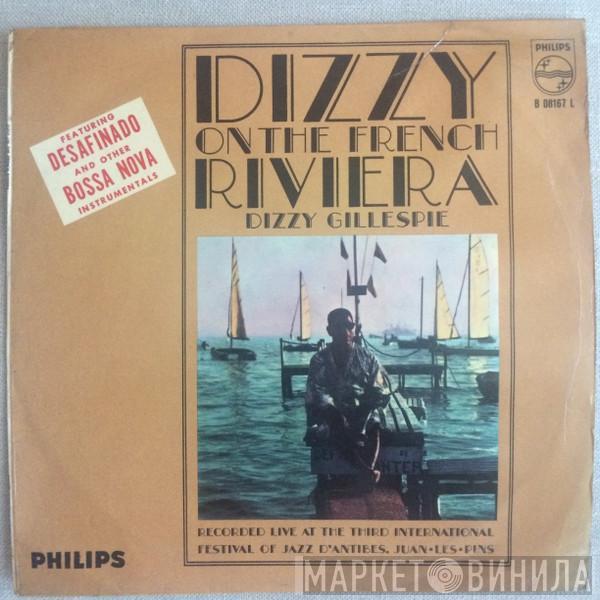 FEATURING
DESAFINADO
AND OTHER
BOSSA NOVA
INSTRUMENTALS
DIZZY
ON THE FRENCH
RIVIERA
DIZZY GILLESPIE
PHILIPS
B 08167 L
RECORDED LIVE AT THE THIRD INTERNATIONAL
FESTIVAL OF JAZZ D'ANTIBES, JUAN·LES·PINS
PHILIPS
МАРКЕТ ВИНИЛА